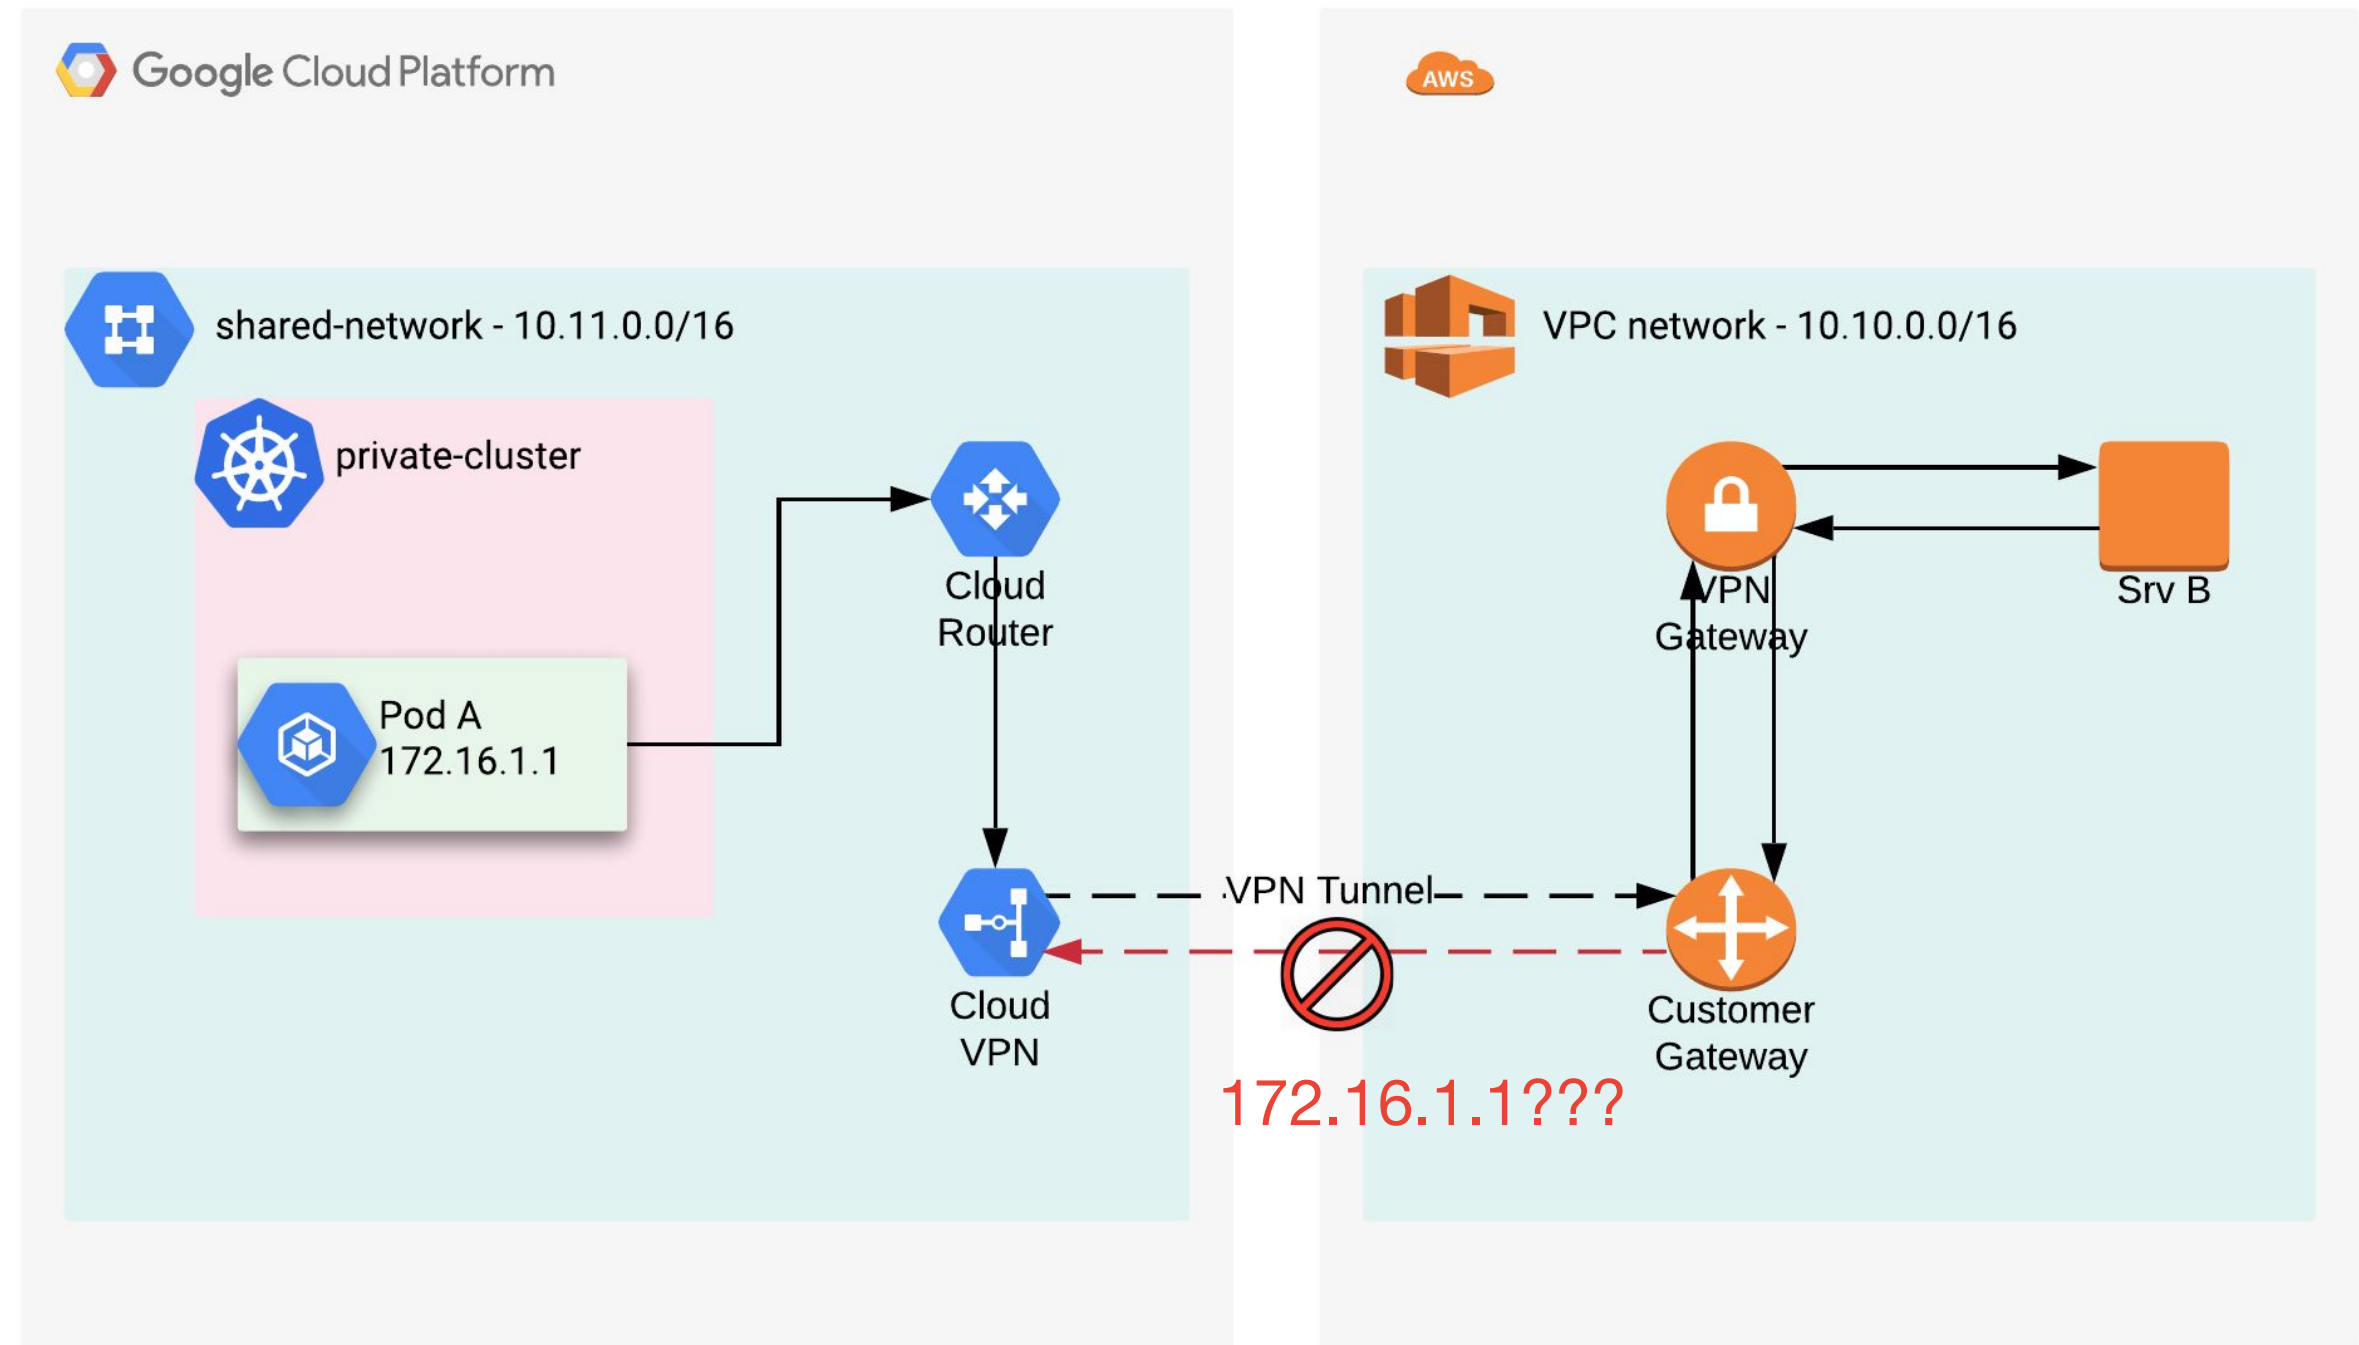 Google Cloud Platform
AWS
shared-network - 10.11.0.0/16
VPC network - 10.10.0.0/16
private-cluster
Cloud
Router
VPN
Gateway
Srv B
Pod A
172.16.1.1
VPN Tunnel
Cloud
VPN
Customer
Gateway
172.16.1.1???